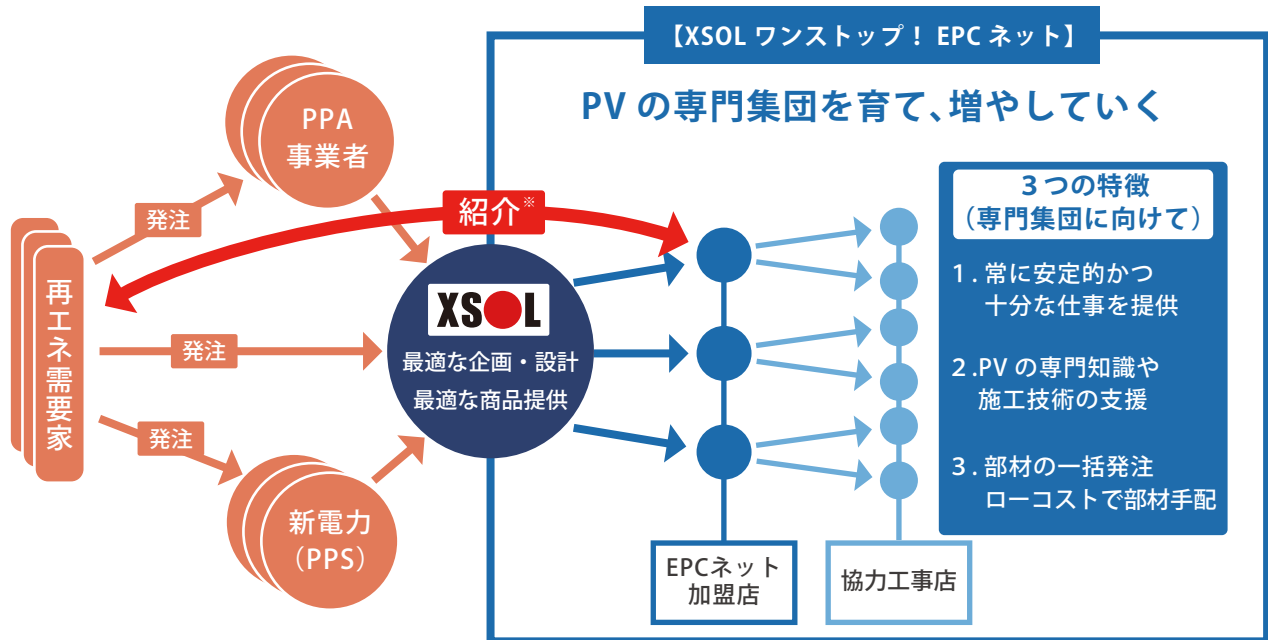 【XSOL ワンストップ！ EPC ネット】
PV の専門集団を育て、増やしていく
PPA
事業者
発注
紹介※
再エネ需要家
発注
XSOL
最適な企画・設計
最適な商品提供
発注
新電力
（PPS）
EPCネット
加盟店
協力工事店
３つの特徴
（専門集団に向けて）
１. 常に安定的かつ
十分な仕事を提供
２.PV の専門知識や
施工技術の支援
３. 部材の一括発注
ローコストで部材手配